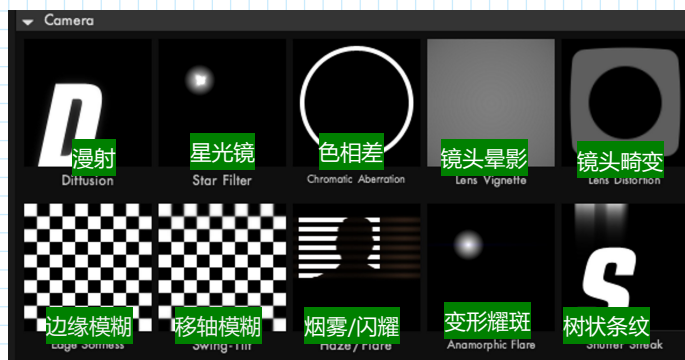 Camera
漫射
星光镜
色相差
镜头晕影
镜头畸变
Diffusion
Star Filter
Chromatic Aberration
Lens Vignette
Lens Distortion
边缘模糊
移轴模糊
烟雾/闪耀
变形耀斑
树状条纹
Edge Softness
Swing-Tilt
Haze/Flare
Anamorphic Flare
Shutter Streak